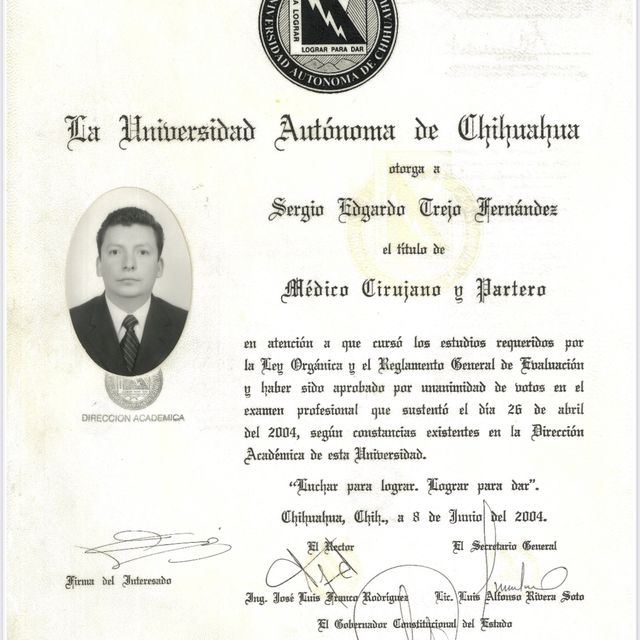 LOGRAR
LOGRAR PARA DAR
UNIVERSIDAD AUTONOMA DE CHIHUAHUA
La Universidad Autónoma de Chihuahua
otorga a
Sergio Edgardo Trejo Fernández
el título de
Médico Cirujano y Partero
en atención a que cursó los estudios requeridos por
la Ley Orgánica y el Reglamento General de Evaluación
y haber sido aprobado por unanimidad de votos en el
examen profesional que sustentó el día 26 de abril
del 2004, según constancias existentes en la Dirección
Académica de esta Universidad.
DIRECCION ACADEMICA
"Luchar para lograr. Lograr para dar".
Chihuahua, Chih., a 8 de Junio del 2004.
El Rector
El Secretario General
Firma del Interesado
Ing. José Luis Franco Rodríguez
Lic. Luis Alfonso Rivera Soto
El Gobernador Constitucional del Estado